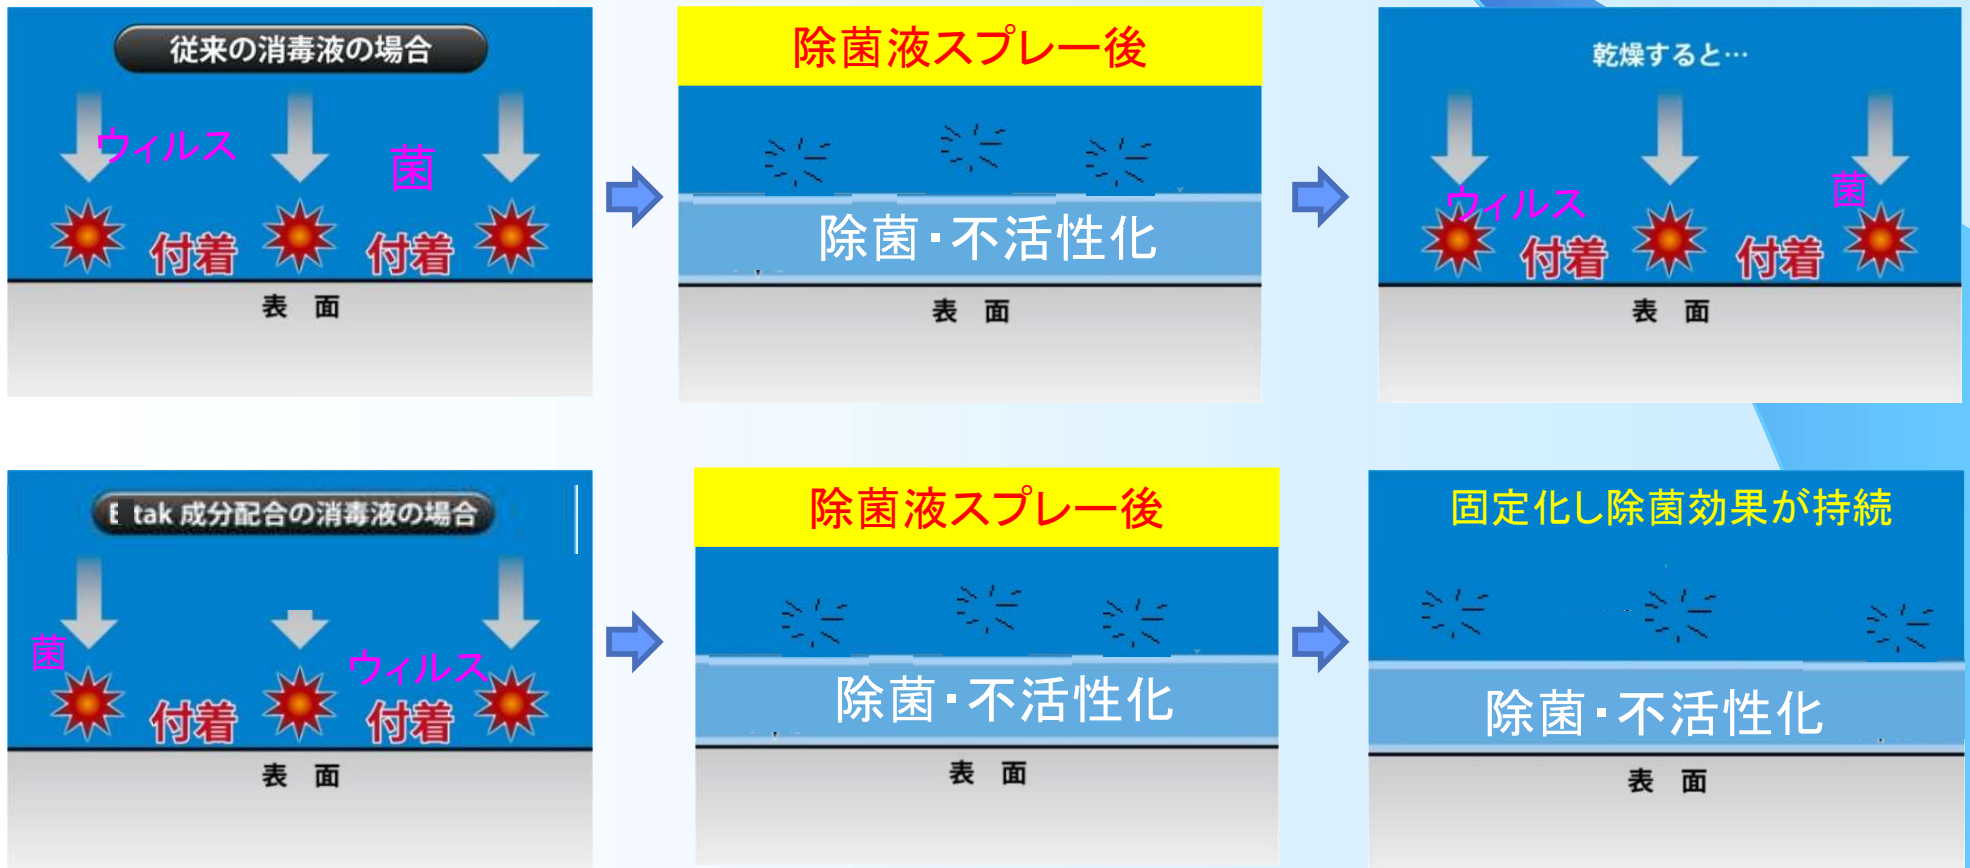 従来の消毒液の場合
ウィルス
菌
付着
付着
表 面
除菌液スプレー後
除菌・不活性化
表 面
乾燥すると…
ウィルス
菌
付着
付着
表 面
E tak 成分配合の消毒液の場合
菌
ウィルス
付着
付着
表 面
除菌液スプレー後
除菌・不活性化
表 面
固定化し除菌効果が持続
除菌・不活性化
表 面